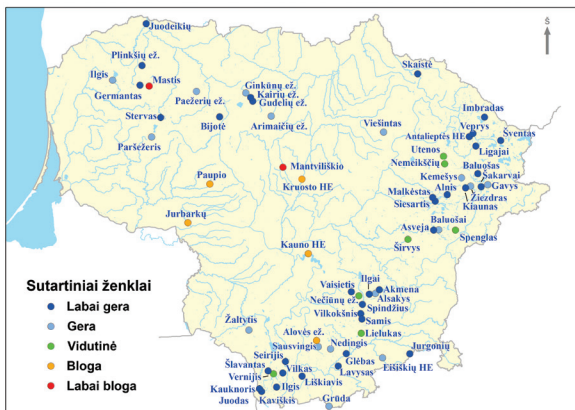 Juodeikių
Š
Plinkšių ež.
Skaistė
Ilgis
Mastis
Germantas
Ginkūnų ež.
Kairių ež.
Gudelių ež.
Paežerių ež.
Imbradas
Stervas
Bijotė
Arimaičių ež.
Viešintas
Veprys
Antalieptės HE
Šventas
Paršežeris
Ligajai
Utenos
Nemeikščių
Mantviliškio
Baluošas
Kemešys
Šakarvai
Paupio
Kruosto HE
Malkėstas
Alnis
Gavys
Siesartis
Žiezdras
Kiaunas
Jurbarkų
Baluošai
Asveja
Spenglas
Širvys
Kauno HE
Sutartiniai ženklai
Labai gera
Gera
Vidutinė
Bloga
Labai bloga
Ilgai
Vaisietis
Akmena
Nečiūnų ež.
Alsakys
Spindžius
Vilkokšnis
Samis
Žaltytis
Alovės ež.
Lielukas
Sausvingis
Nedingis
Jurgonių
Seirijis
Glėbas
Šlavantas
Eišiškių HE
Vernijis
Vilkas
Lavysas
Liškiavis
Kauknoris
Ilgis
Juodas
Kaviškis
Grūda